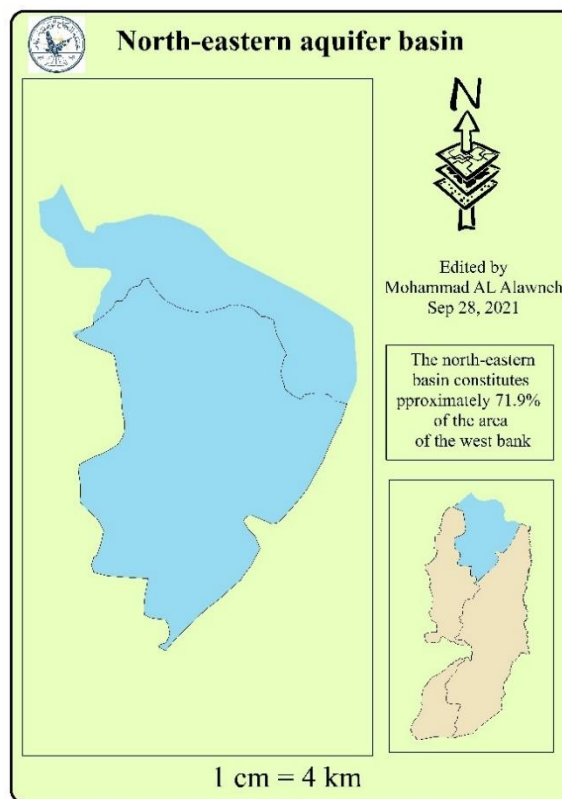 North-eastern aquifer basin
N
Edited by
Mohammad AL Alawneh
Sep 28, 2021
The north-eastern
basin constitutes
pproximately 71.9%
of the area
of the west bank
1 cm = 4 km